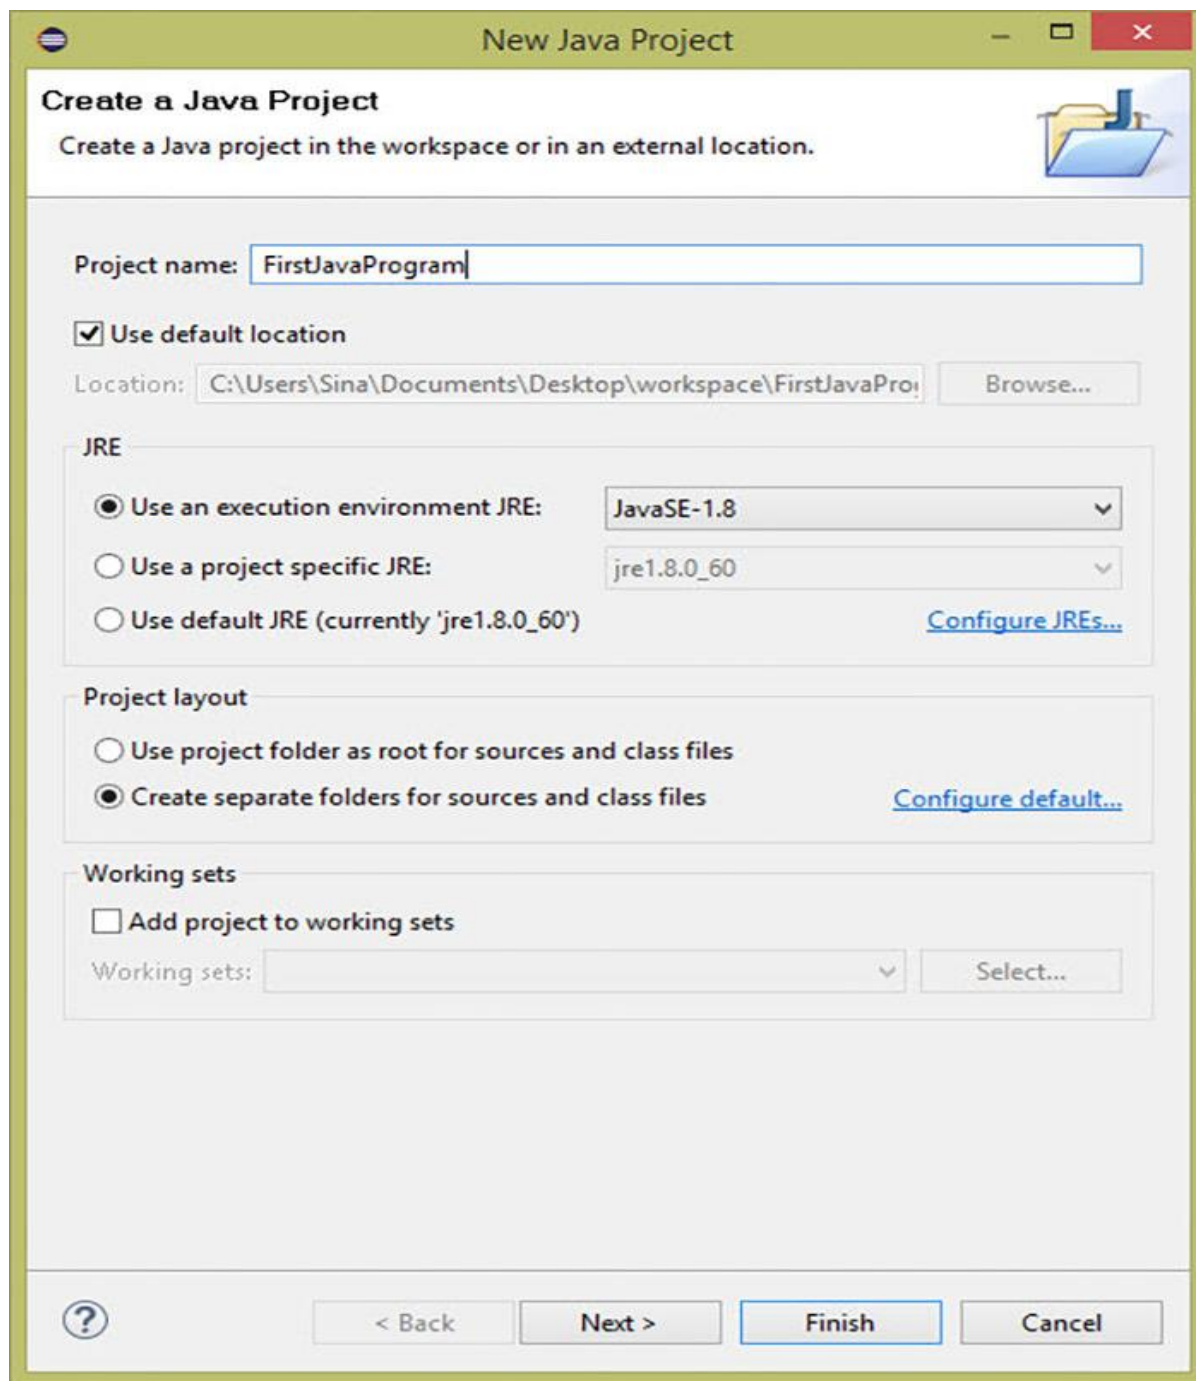 New Java Project
Create a Java Project
Create a Java project in the workspace or in an external location.
Project name: FirstJavaProgram
Use default location
Location: C:\Users\Sina\Documents\Desktop\workspace\FirstJavaPro Browse...
JRE
Use an execution environment JRE: JavaSE-1.8
Use a project specific JRE: jre1.8.0_60
Use default JRE (currently 'jre1.8.0_60') Configure JREs...
Project layout
Use project folder as root for sources and class files
Create separate folders for sources and class files Configure default...
Working sets
Add project to working sets
Working sets: Select...
? < Back Next > Finish Cancel